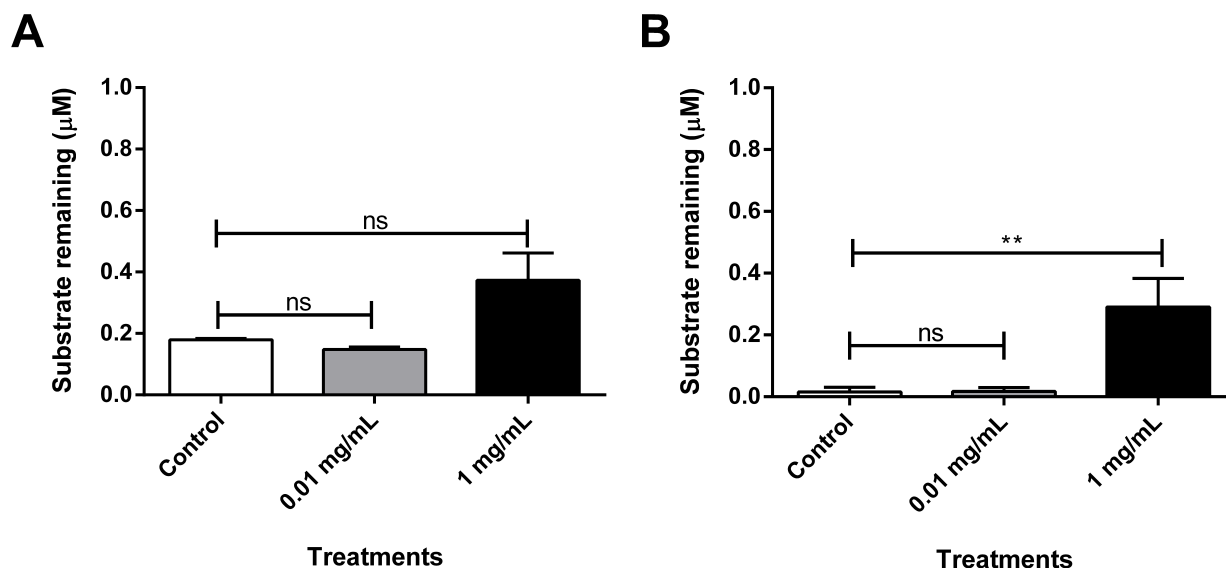 A
Substrate remaining (μM)
1.0
0.8
0.6
0.4
0.2
0.0
ns
ns
Control
0.01 mg/mL
1 mg/mL
Treatments
B
Substrate remaining (μM)
1.0
0.8
0.6
0.4
0.2
0.0
**
ns
Control
0.01 mg/mL
1 mg/mL
Treatments